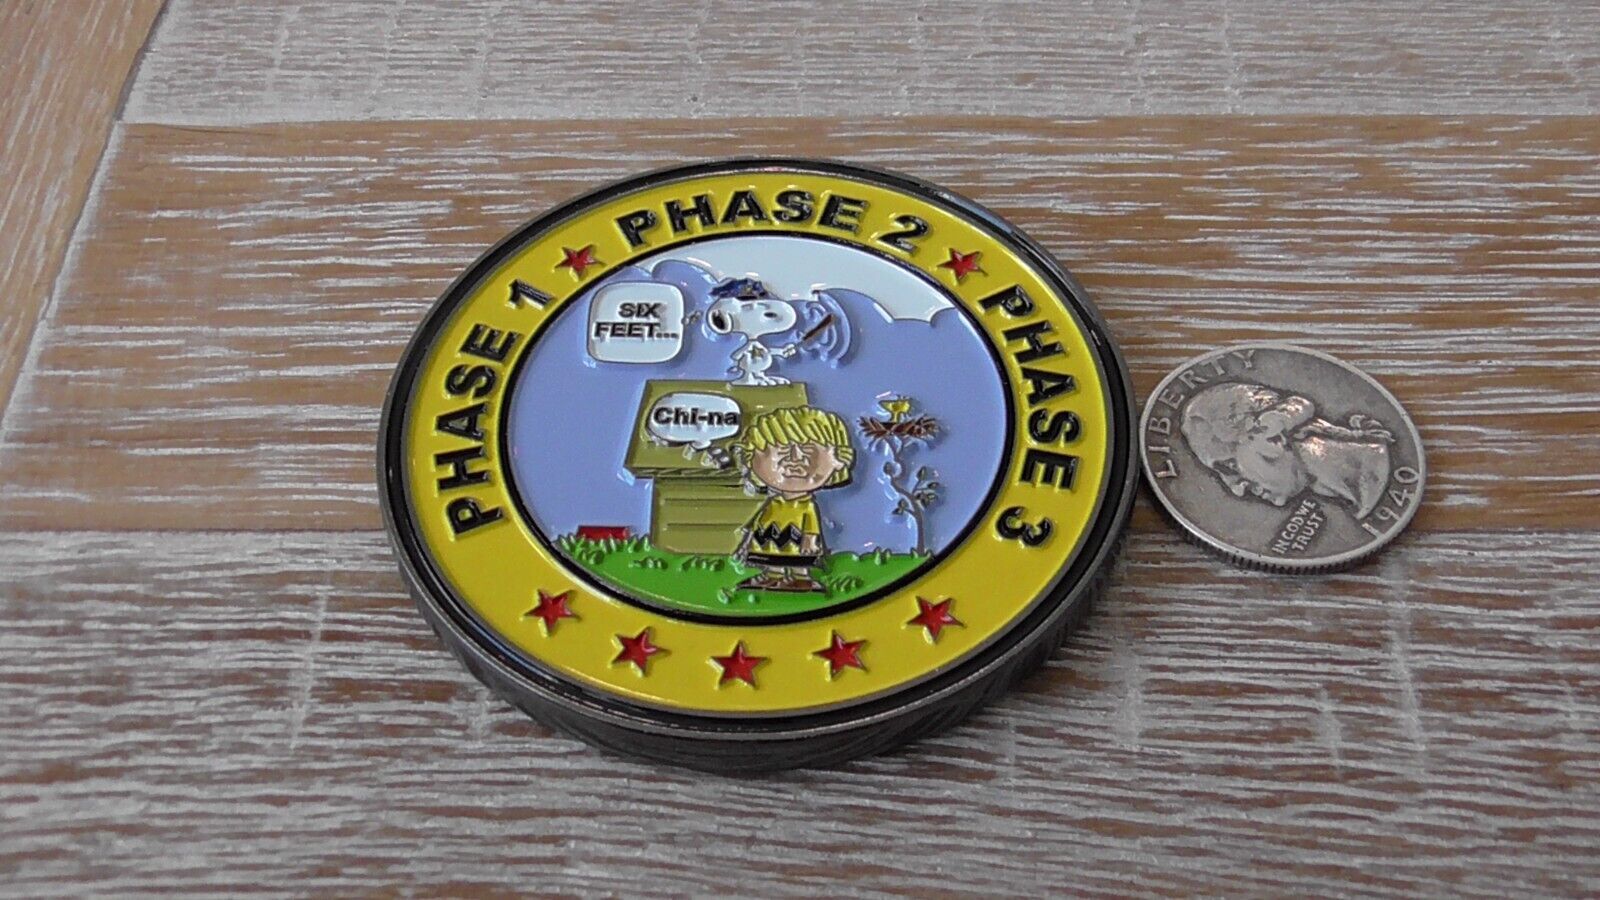 PHASE 1
PHASE 2
PHASE 3
SIX
FEET...
Chi-na
LIBERTY
IN GOD WE
TRUST
1940